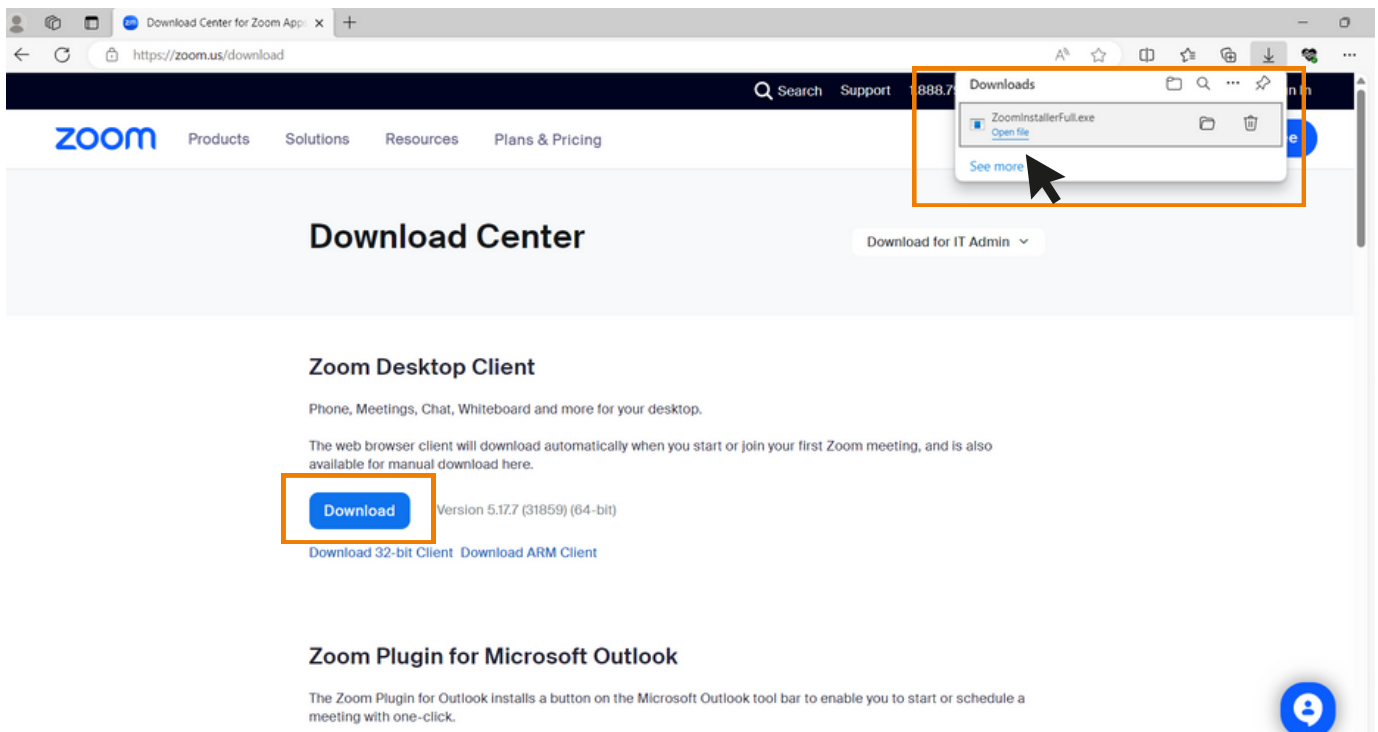 Download Center for Zoom App
https://zoom.us/download
Search Support 1.888.79
Downloads
ZoomInstallerFull.exe
Open file
See more
zoom Products Solutions Resources Plans & Pricing
Download Center
Download for IT Admin
Zoom Desktop Client
Phone, Meetings, Chat, Whiteboard and more for your desktop.
The web browser client will download automatically when you start or join your first Zoom meeting, and is also
available for manual download here.
Download Version 5.17.7 (31859) (64-bit)
Download 32-bit Client Download ARM Client
Zoom Plugin for Microsoft Outlook
The Zoom Plugin for Outlook installs a button on the Microsoft Outlook tool bar to enable you to start or schedule a
meeting with one-click.